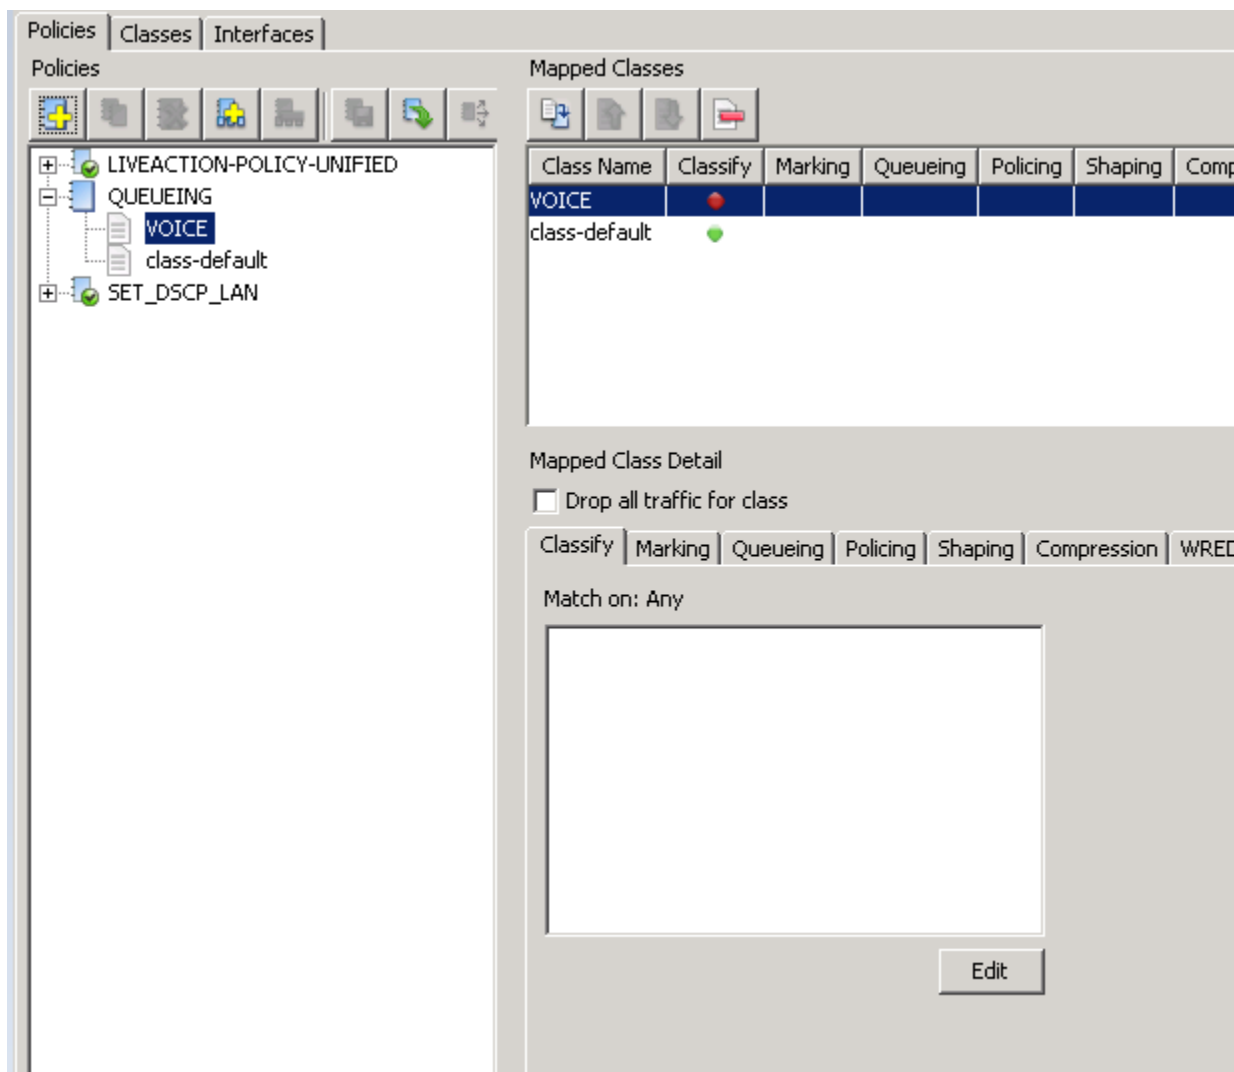 Policies Classes Interfaces
Policies
LIVEACTION-POLICY-UNIFIED
QUEUEING
VOICE
class-default
SET_DSCP_LAN
Mapped Classes
Class Name Classify Marking Queueing Policing Shaping Comp
VOICE
class-default
Mapped Class Detail
Drop all traffic for class
Classify Marking Queueing Policing Shaping Compression WRED
Match on: Any
Edit